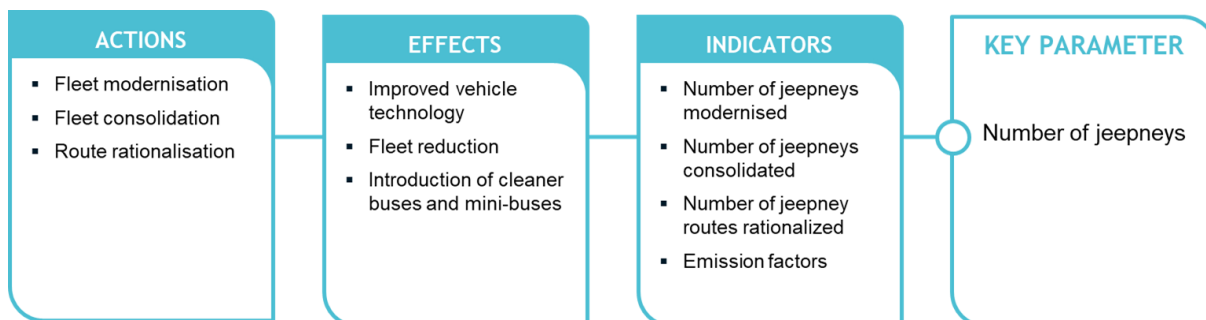 ACTIONS
▪ Fleet modernisation
▪ Fleet consolidation
▪ Route rationalisation
EFFECTS
▪ Improved vehicle
technology
▪ Fleet reduction
▪ Introduction of cleaner
buses and mini-buses
INDICATORS
▪ Number of jeepneys
modernised
▪ Number of jeepneys
consolidated
▪ Number of jeepney
routes rationalized
▪ Emission factors
KEY PARAMETER
Number of jeepneys